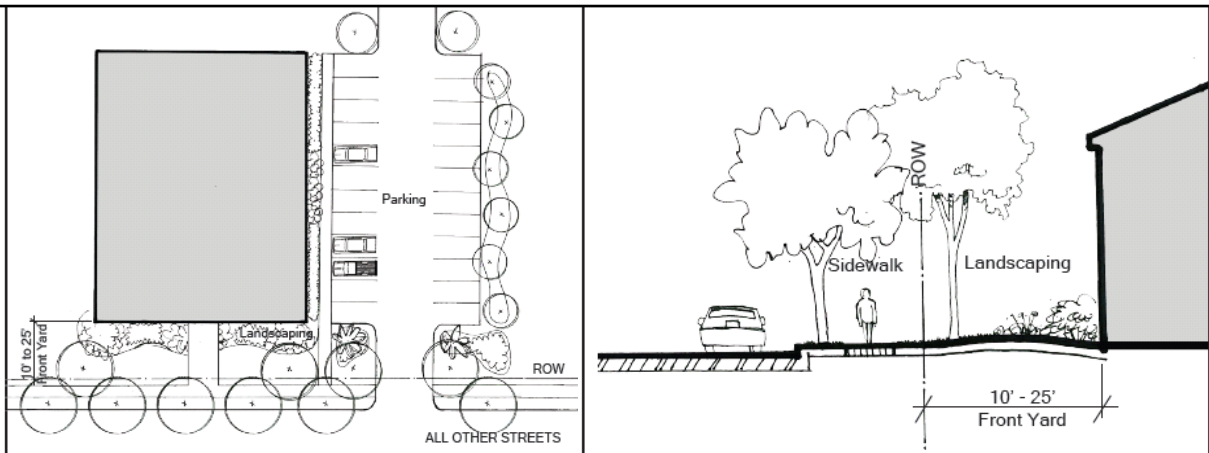 Parking
Landscaping
10' to 25'
Front Yard
ROW
ALL OTHER STREETS
ROW
Sidewalk
Landscaping
10' - 25'
Front Yard